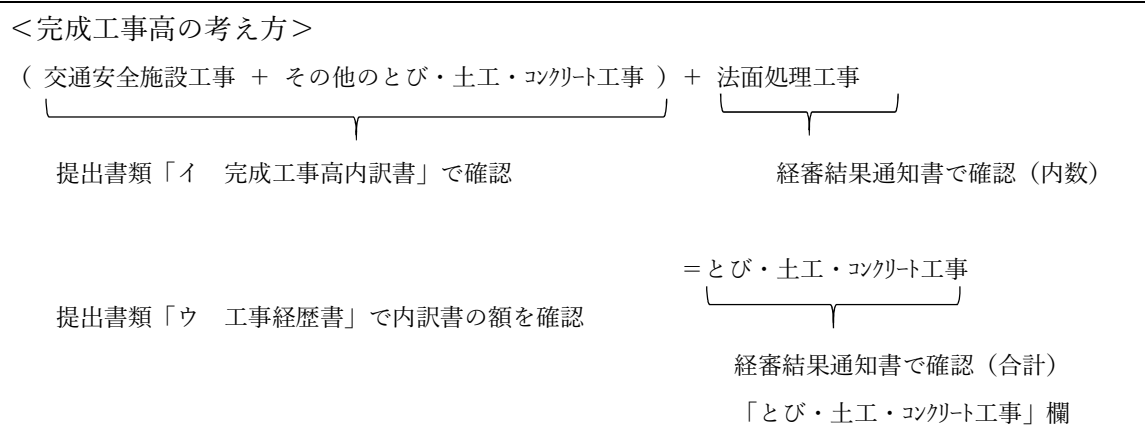 ＜完成工事高の考え方＞
（ 交通安全施設工事 ＋ その他のとび・土工・ｺﾝｸﾘｰﾄ工事 ）＋ 法面処理工事
提出書類「イ　完成工事高内訳書」で確認　経審結果通知書で確認（内数）
＝とび・土工・ｺﾝｸﾘｰﾄ工事
提出書類「ウ　工事経歴書」で内訳書の額を確認
経審結果通知書で確認（合計）
「とび・土工・ｺﾝｸﾘｰﾄ工事」欄